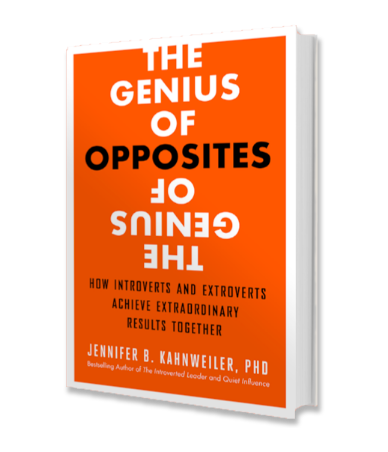 THE
GENIUS
OF
OPPOSITES
OF
GENIUS
THE
HOW INTROVERTS AND EXTROVERTS
ACHIEVE EXTRAORDINARY
RESULTS TOGETHER
JENNIFER B. KAHNWEILER, PHD
Bestselling Author of The Introverted Leader and Quiet Influence